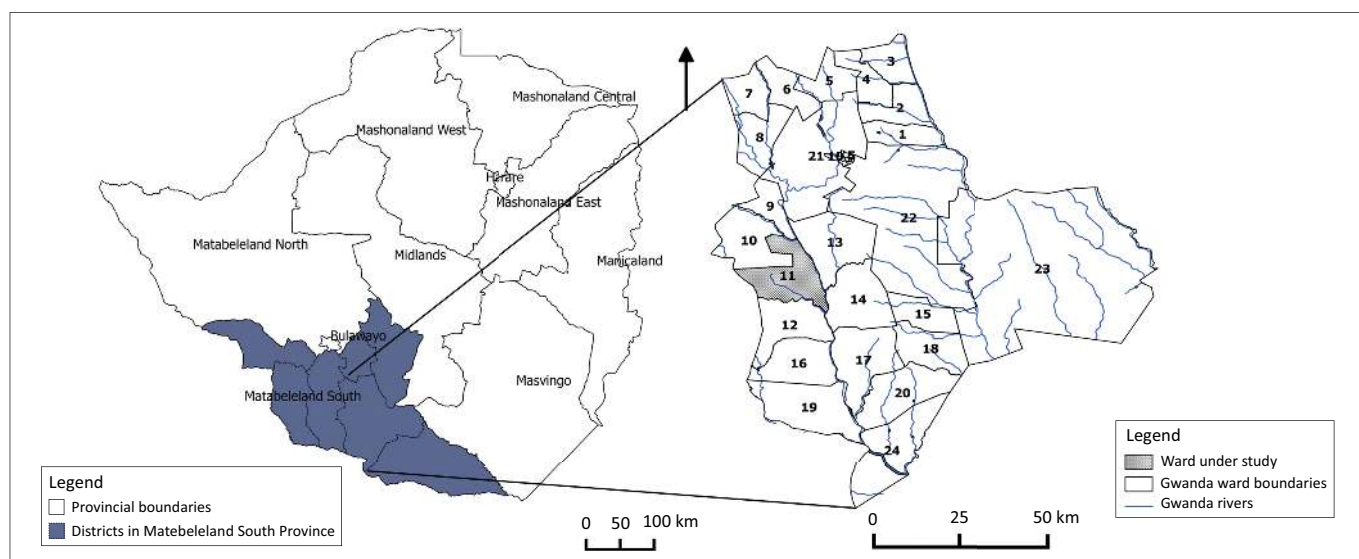 Mashonaland Central
Mashonaland West
Harare
Mashonaland East
Matabeleland North
Midlands
Manicaland
Bulawayo
Masvingo
Matabeleland South
Legend
Provincial boundaries
Districts in Matebeleland South Province
0 50 100 km
3
5
4
6
7
2
1
8
21
9
22
10
13
23
11
14
15
12
18
17
16
20
19
24
Legend
Ward under study
Gwanda ward boundaries
Gwanda rivers
0 25 50 km